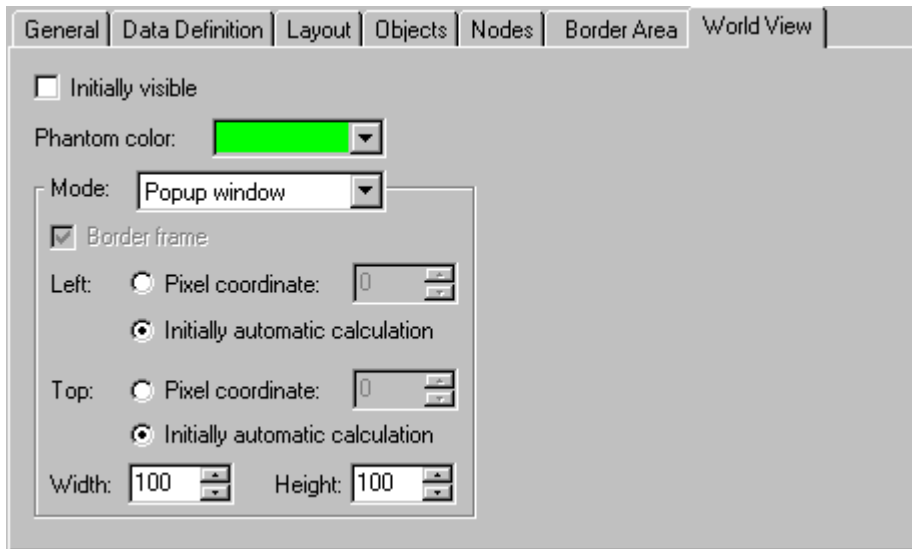 General Data Definition Layout Objects Nodes Border Area World View
Initially visible
Phantom color:
Mode: Popup window
Border frame
Left: Pixel coordinate: 0
Initially automatic calculation
Top: Pixel coordinate: 0
Initially automatic calculation
Width: 100 Height: 100